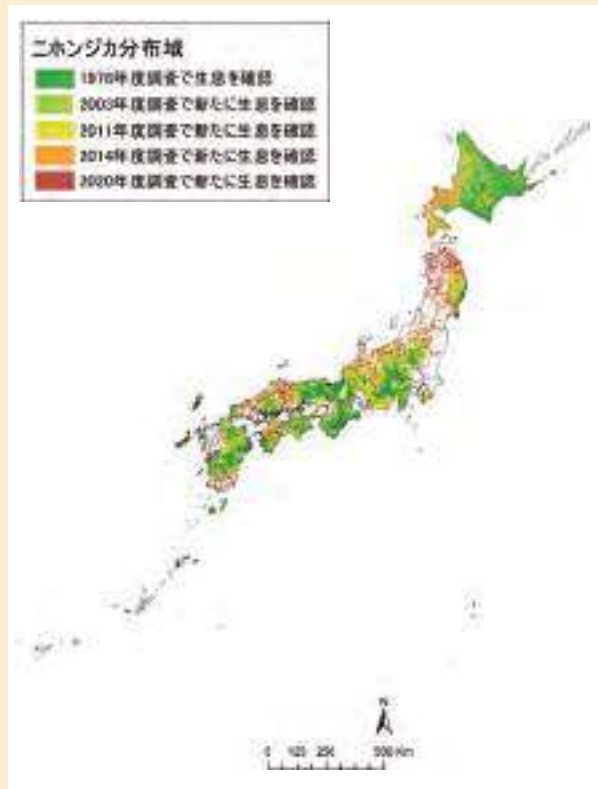 ニホンジカ分布域
1978年度調査で生息を確認
2003年度調査で新たに生息を確認
2011年度調査で新たに生息を確認
2014年度調査で新たに生息を確認
2020年度調査で新たに生息を確認
N
0 125 250 500 Km